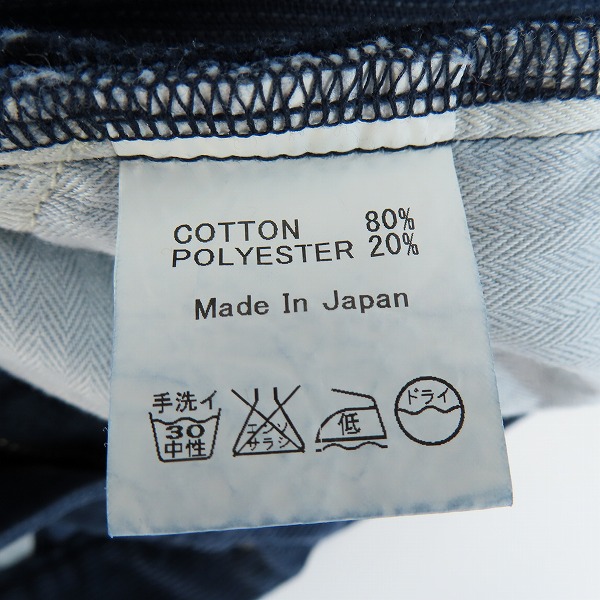 COTTON 80%
POLYESTER 20%
Made In Japan
手洗イ
30
中性
エンソ
サラシ
低
ドライ